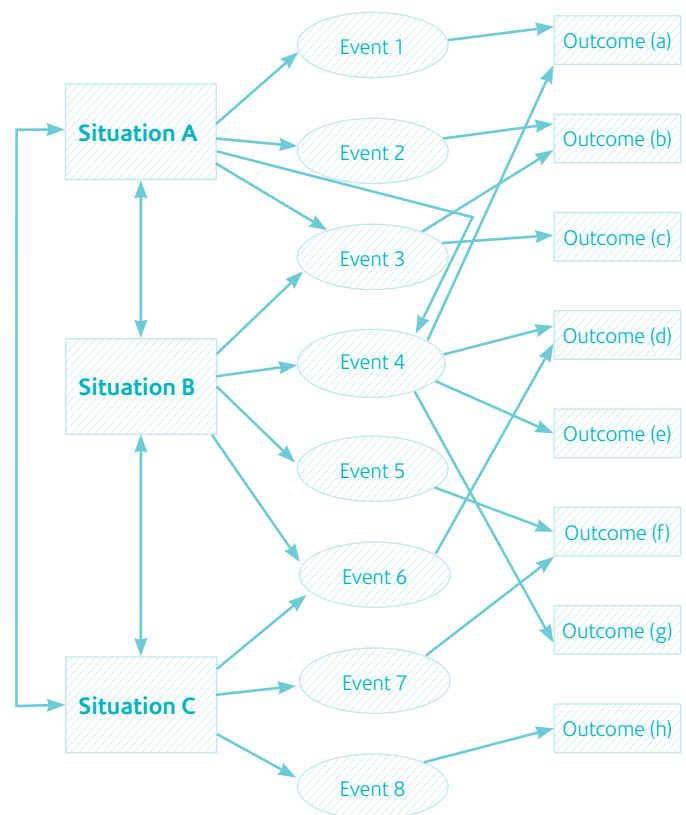 Situation A
Situation B
Situation C
Event 1
Event 2
Event 3
Event 4
Event 5
Event 6
Event 7
Event 8
Outcome (a)
Outcome (b)
Outcome (c)
Outcome (d)
Outcome (e)
Outcome (f)
Outcome (g)
Outcome (h)